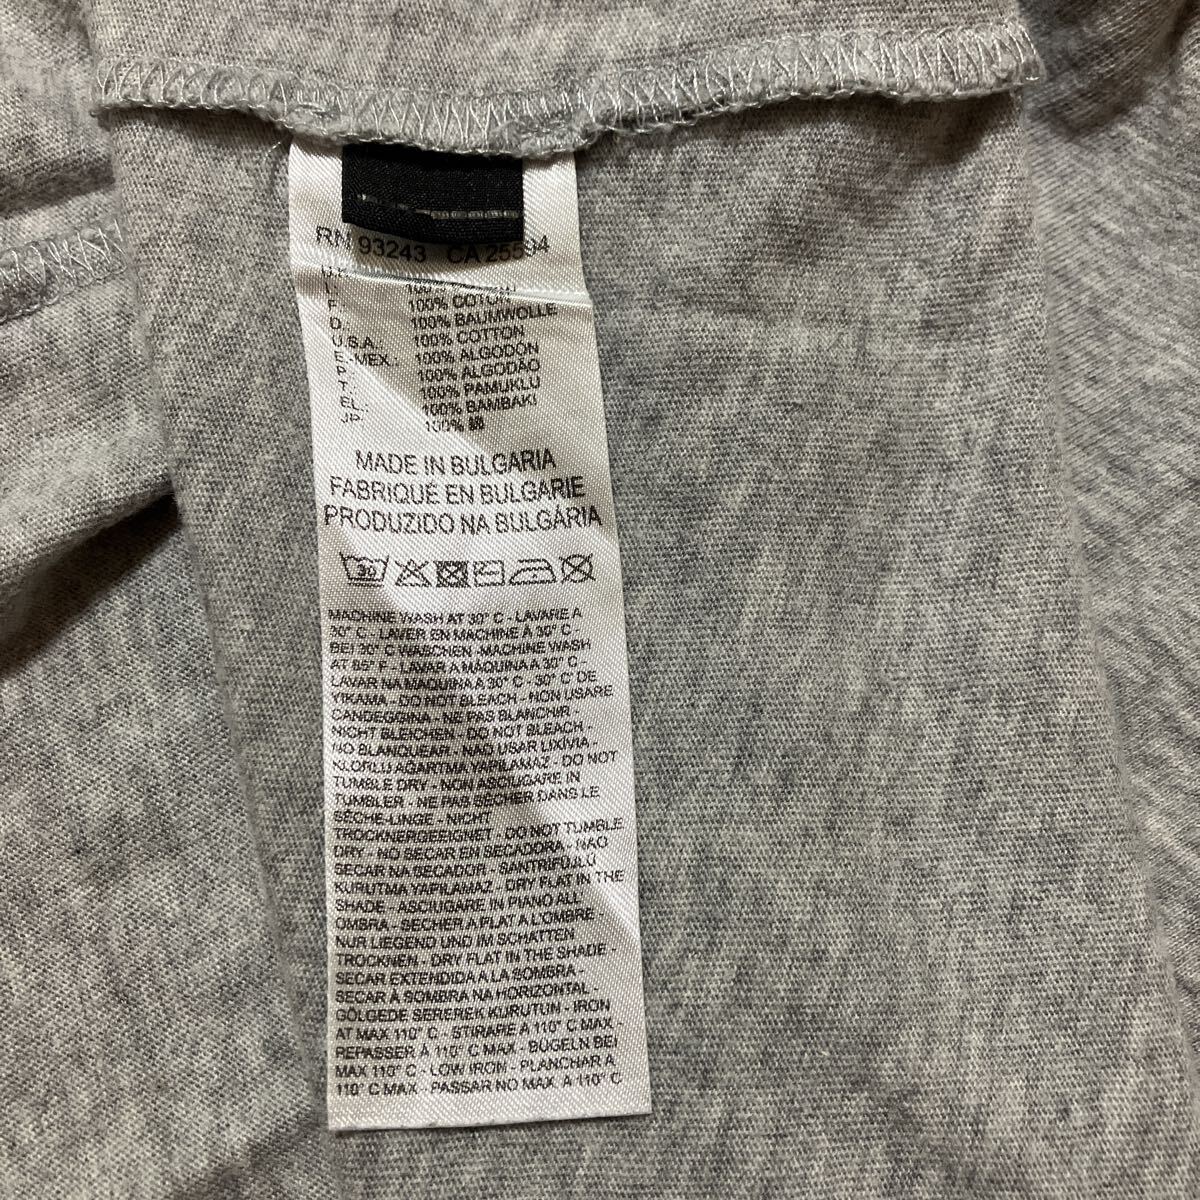 RN 93243 CA 25594
U.K. 100%
I. 100% COTON
F. 100% BAUMWOLLE
D. 100% COTTON
U.S.A.: 100% ALGODÓN
E-MEX.: 100% ALGODÃO
P. 100% PAMUKLU
T. 100% BAMBAKI
EL.: 100% 綿
JP.
MADE IN BULGARIA
FABRIQUÉ EN BULGARIE
PRODUZIDO NA BULGÁRIA
30
MACHINE WASH AT 30° C - LAVARE A
30° C - LAVER EN MACHINE À 30° C
BEI 30° C WASCHEN -MACHINE WASH
AT 85° F - LAVAR A MÁQUINA A 30° C -
LAVAR NA MÁQUINA A 30° C - 30° C' DE
YIKAMA - DO NOT BLEACH - NON USARE
CANDEGGINA - NE PAS BLANCHIR -
NICHT BLEICHEN - DO NOT BLEACH -
NO BLANQUEAR - NÃO USAR LIXÍVIA -
KLORLU AĞARTMA YAPILAMAZ - DO NOT
TUMBLE DRY - NON ASCIUGARE IN
TUMBLER - NE PAS SÉCHER DANS LE
SÈCHE-LINGE - NICHT
TROCKNERGEEIGNET - DO NOT TUMBLE
DRY - NO SECAR EN SECADORA - NÃO
SECAR NA SECADOR - SANTRİFÜJLÜ
KURUTMA YAPILAMAZ - DRY FLAT IN THE
SHADE - ASCIUGARE IN PIANO ALL'
OMBRA - SÉCHER A PLAT A L'OMBRE -
NUR LIEGEND UND IM SCHATTEN
TROCKNEN - DRY FLAT IN THE SHADE -
SECAR EXTENDIDA A LA SOMBRA -
SECAR À SOMBRA NA HORIZONTAL -
GÖLGEDE SEREREK KURUTUN - IRON
AT MAX 110° C - STIRARE A 110° C MAX -
REPASSER À 110° C MAX - BÜGELN BEI
MAX 110° C - LOW IRON - PLANCHAR A
110° C MAX - PASSAR NO MAX. A 110° C